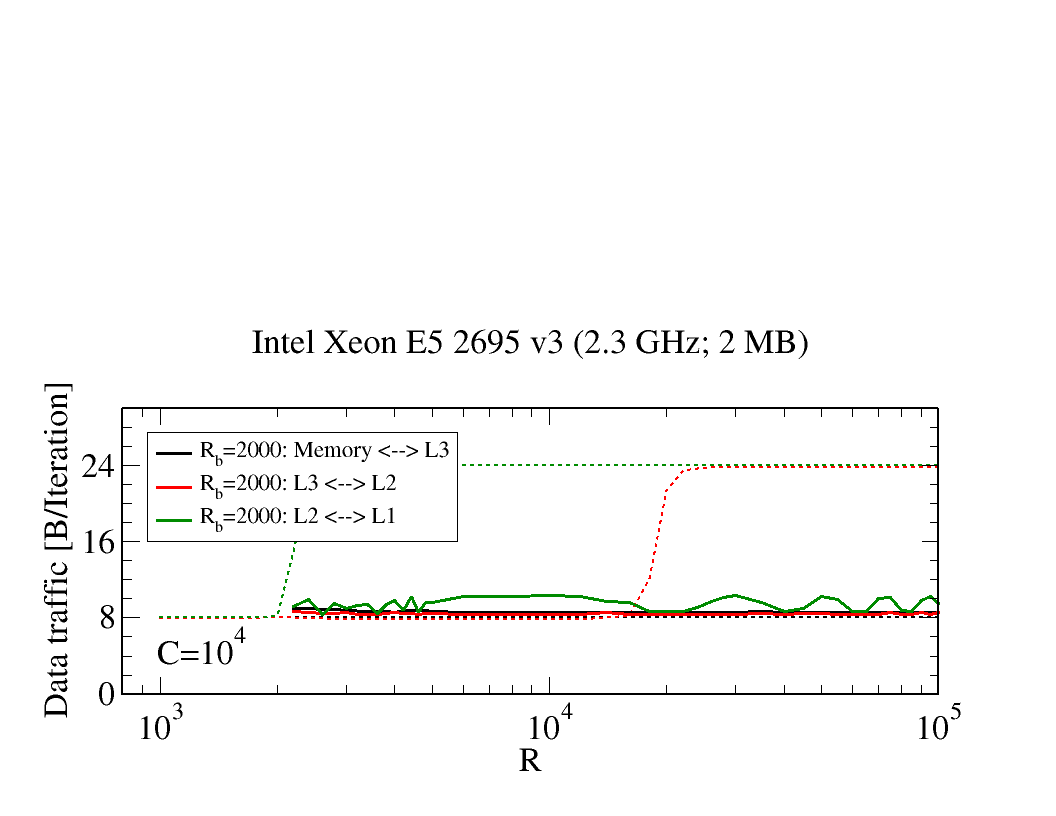 Intel Xeon E5 2695 v3 (2.3 GHz; 2 MB)
Data traffic [B/Iteration]
24
16
8
0
R_b=2000: Memory <--> L3
R_b=2000: L3 <--> L2
R_b=2000: L2 <--> L1
C=10^4
10^3
10^4
10^5
R